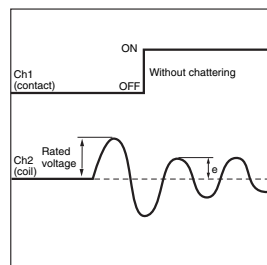 ON
Ch1
(contact)
OFF
Without chattering
Rated
voltage
Ch2
(coil)
e